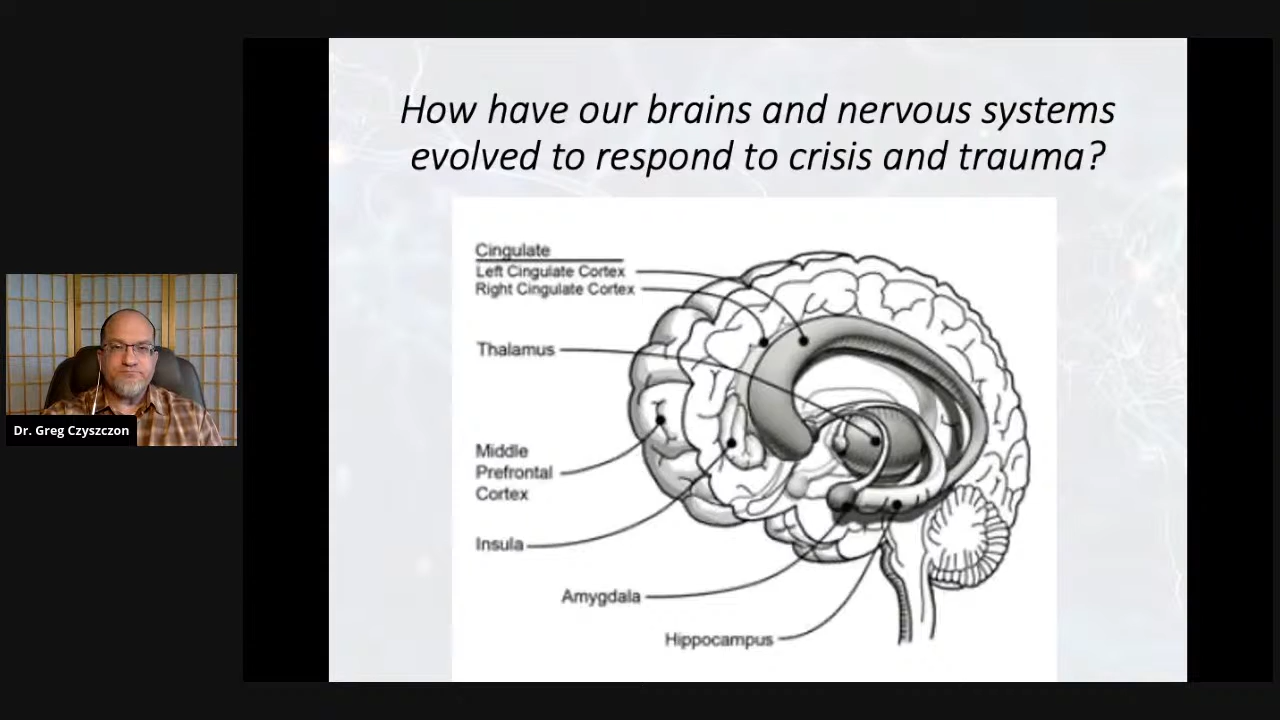 How have our brains and nervous systems
evolved to respond to crisis and trauma?
Cingulate
Left Cingulate Cortex
Right Cingulate Cortex
Thalamus
Middle
Prefrontal
Cortex
Insula
Amygdala
Hippocampus
Dr. Greg Czyszczon